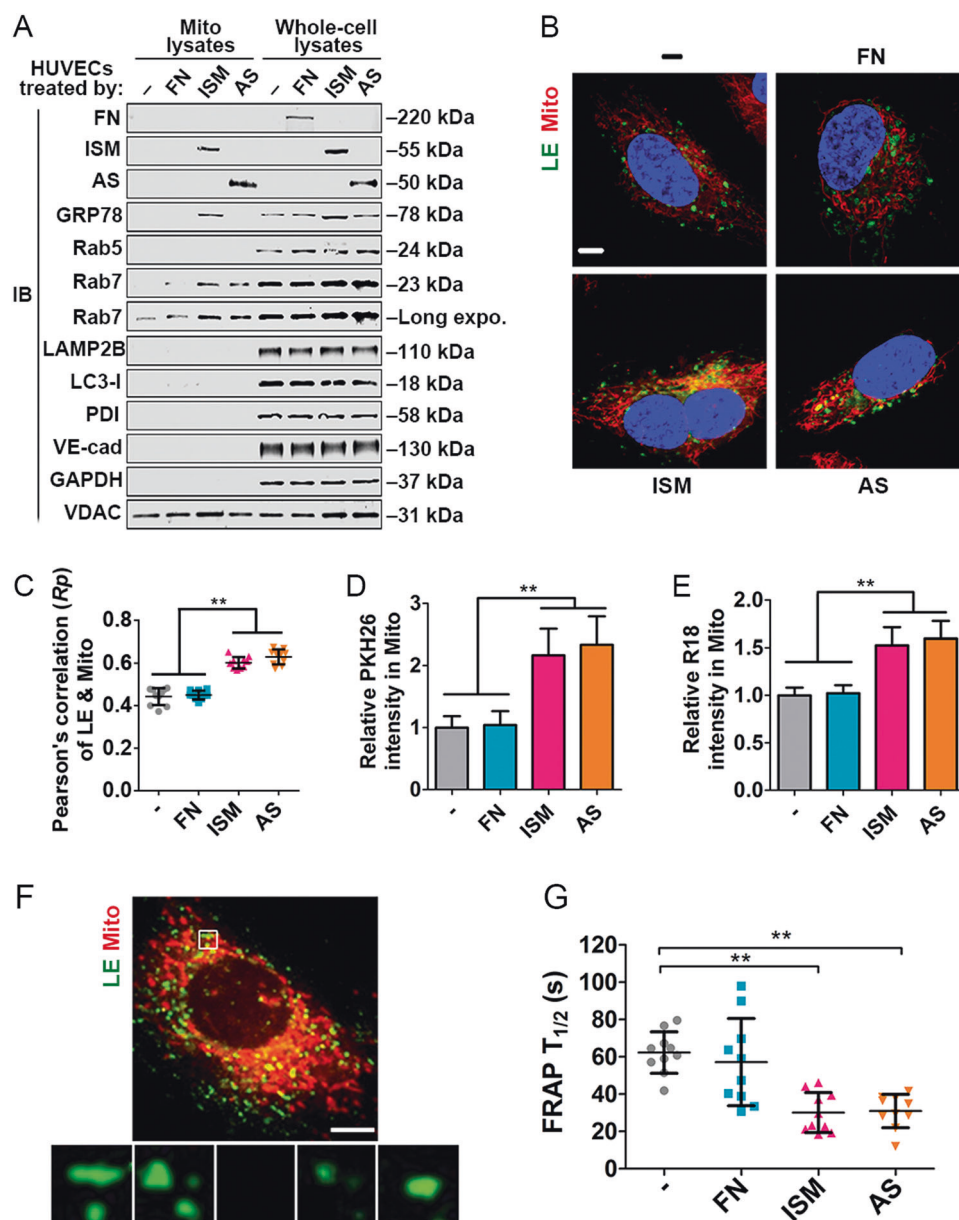 A
Mito lysates
Whole-cell lysates
HUVECs treated by:
- FN ISM AS - FN ISM AS
IB
FN –220 kDa
ISM –55 kDa
AS –50 kDa
GRP78 –78 kDa
Rab5 –24 kDa
Rab7 –23 kDa
Rab7 –Long expo.
LAMP2B –110 kDa
LC3-I –18 kDa
PDI –58 kDa
VE-cad –130 kDa
GAPDH –37 kDa
VDAC –31 kDa
B
LE Mito
- FN
ISM AS
C
Pearson's correlation (Rp)
of LE & Mito
0.8
0.6
0.4
0.2
0.0
**
- FN ISM AS
D
Relative PKH26
intensity in Mito
3
2
1
0
**
- FN ISM AS
E
Relative R18
intensity in Mito
2.0
1.5
1.0
0.5
0.0
**
- FN ISM AS
F
LE Mito
G
FRAP T1/2 (s)
120
100
80
60
40
20
0
**
**
- FN ISM AS